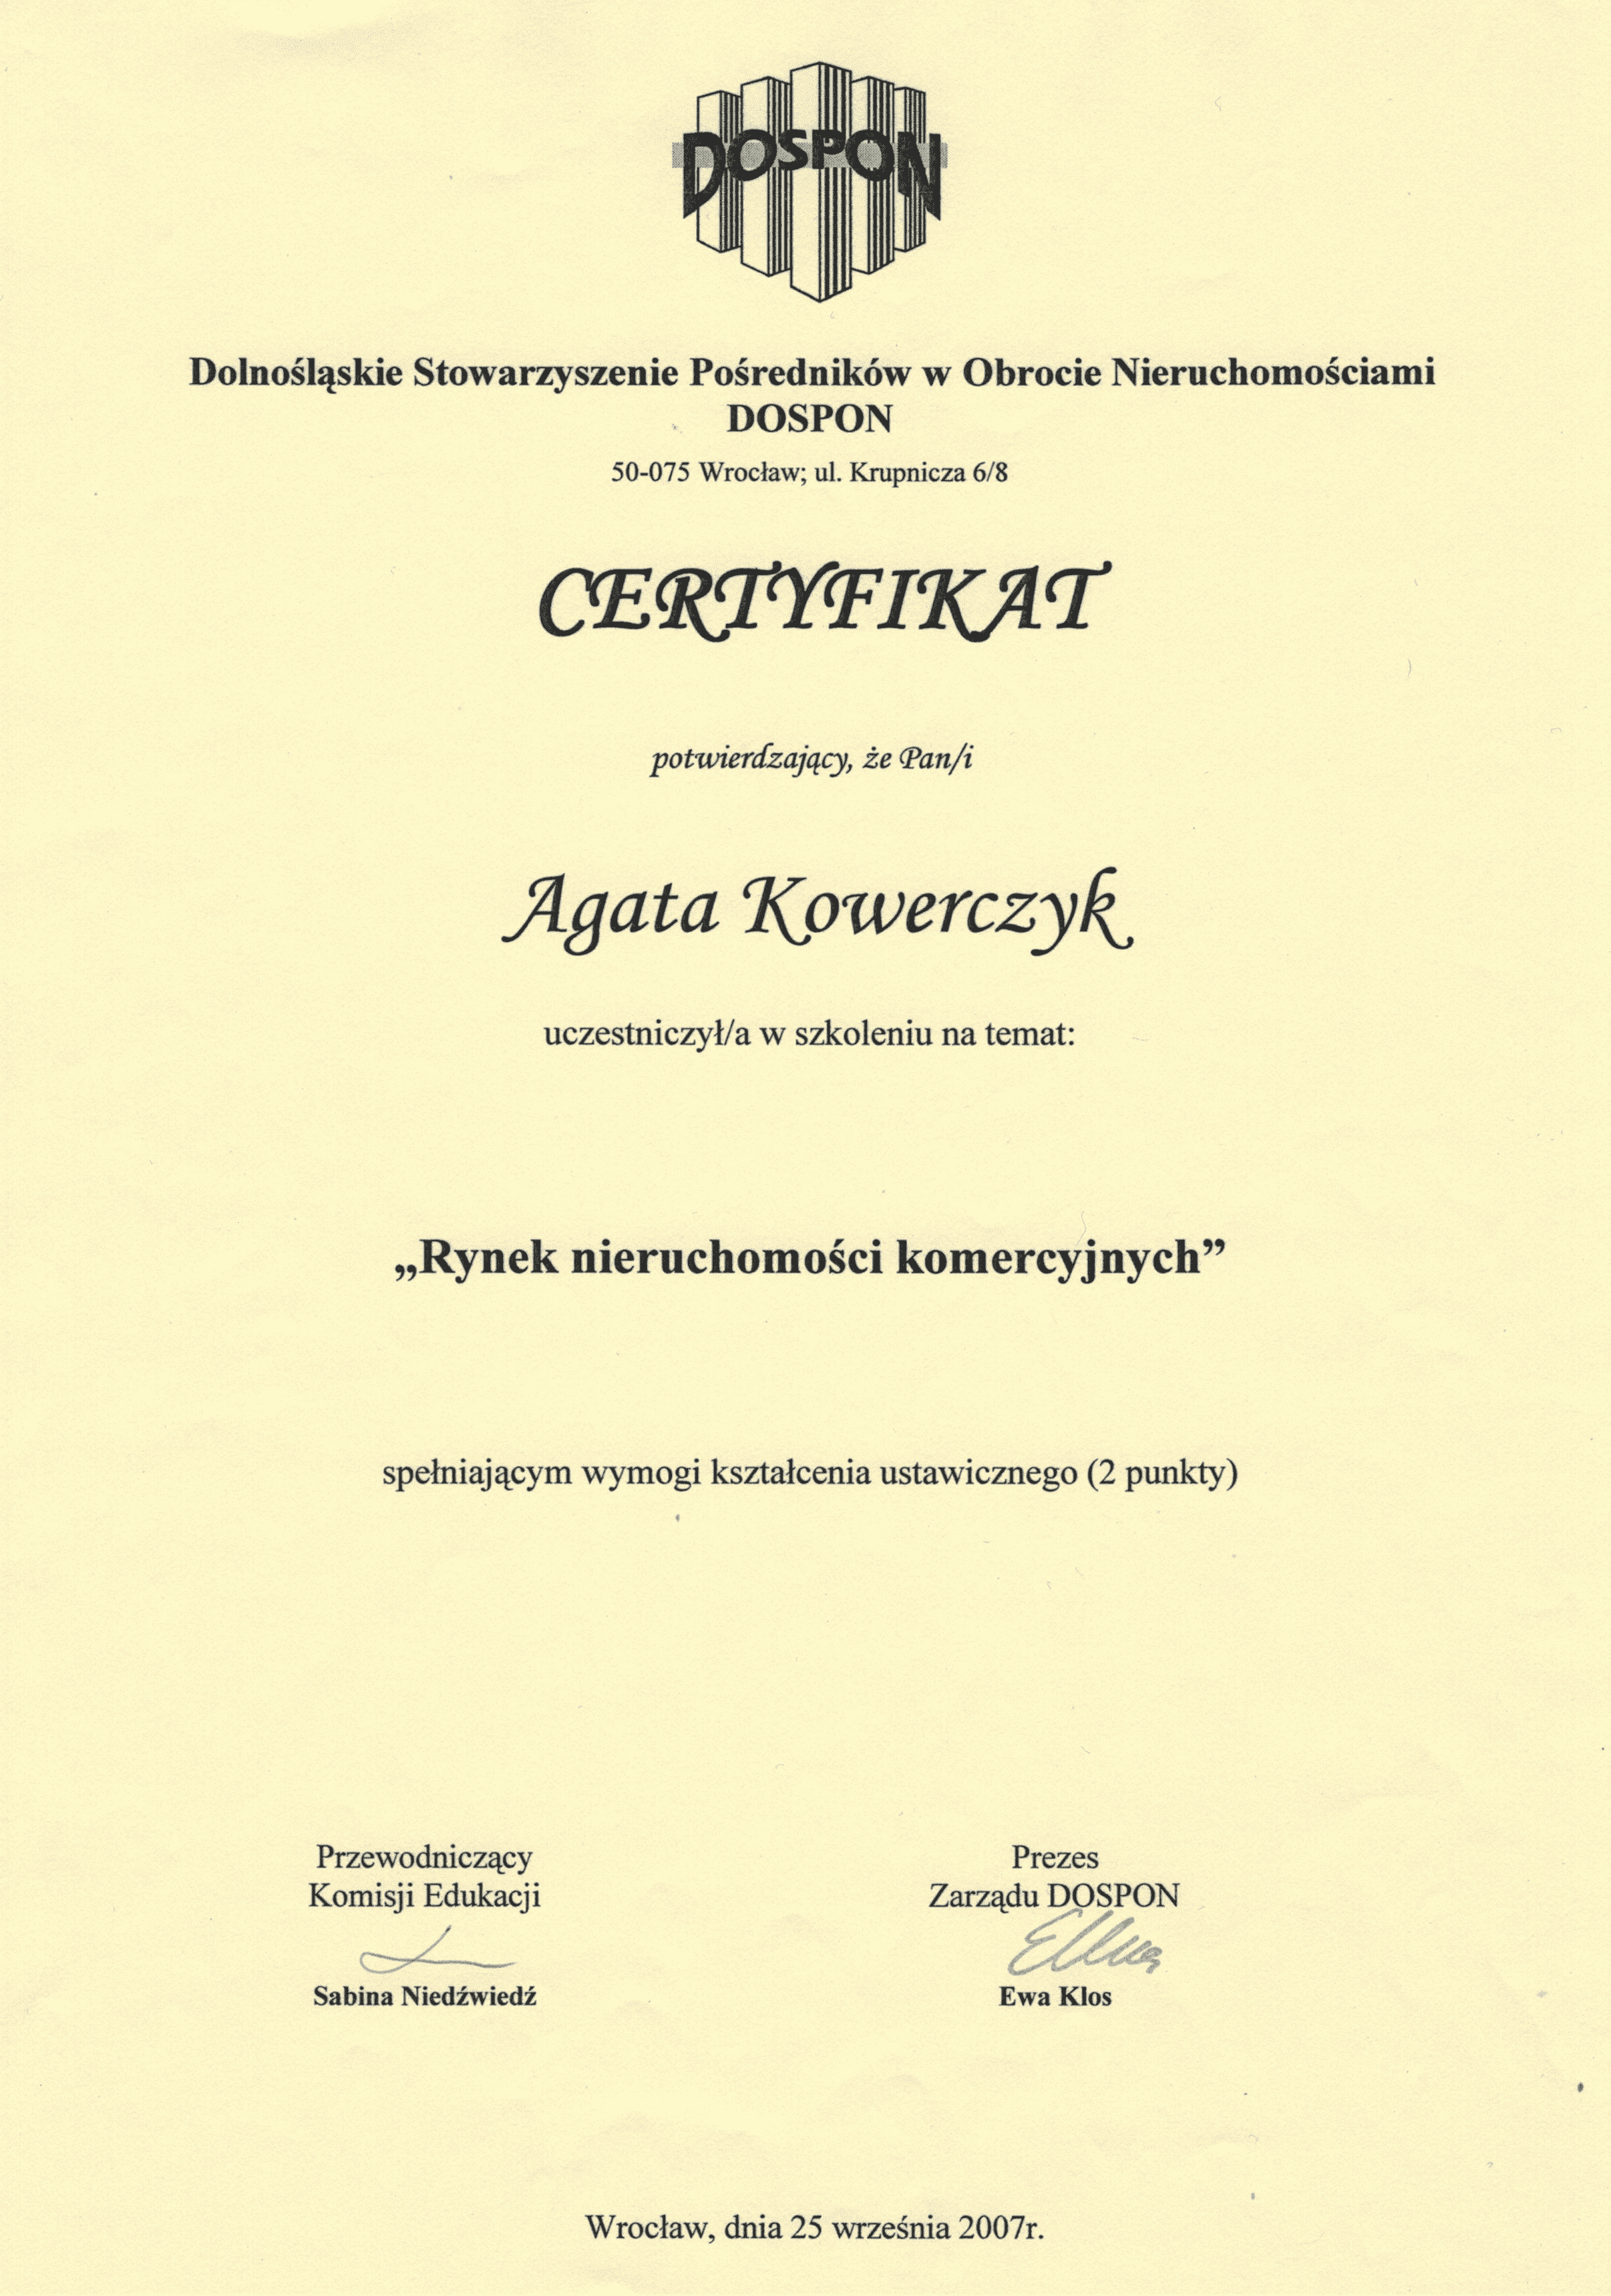 DOSPON
Dolnośląskie Stowarzyszenie Pośredników w Obrocie Nieruchomościami
DOSPON
50-075 Wrocław; ul. Krupnicza 6/8
CERTYFIKAT
potwierdzający, że Pan/i
Agata Kowerczyk
uczestniczył/a w szkoleniu na temat:
„Rynek nieruchomości komercyjnych”
spełniającym wymogi kształcenia ustawicznego (2 punkty)
Przewodniczący
Komisji Edukacji
Sabina Niedźwiedź
Prezes
Zarządu DOSPON
Ewa Klos
Wrocław, dnia 25 września 2007r.